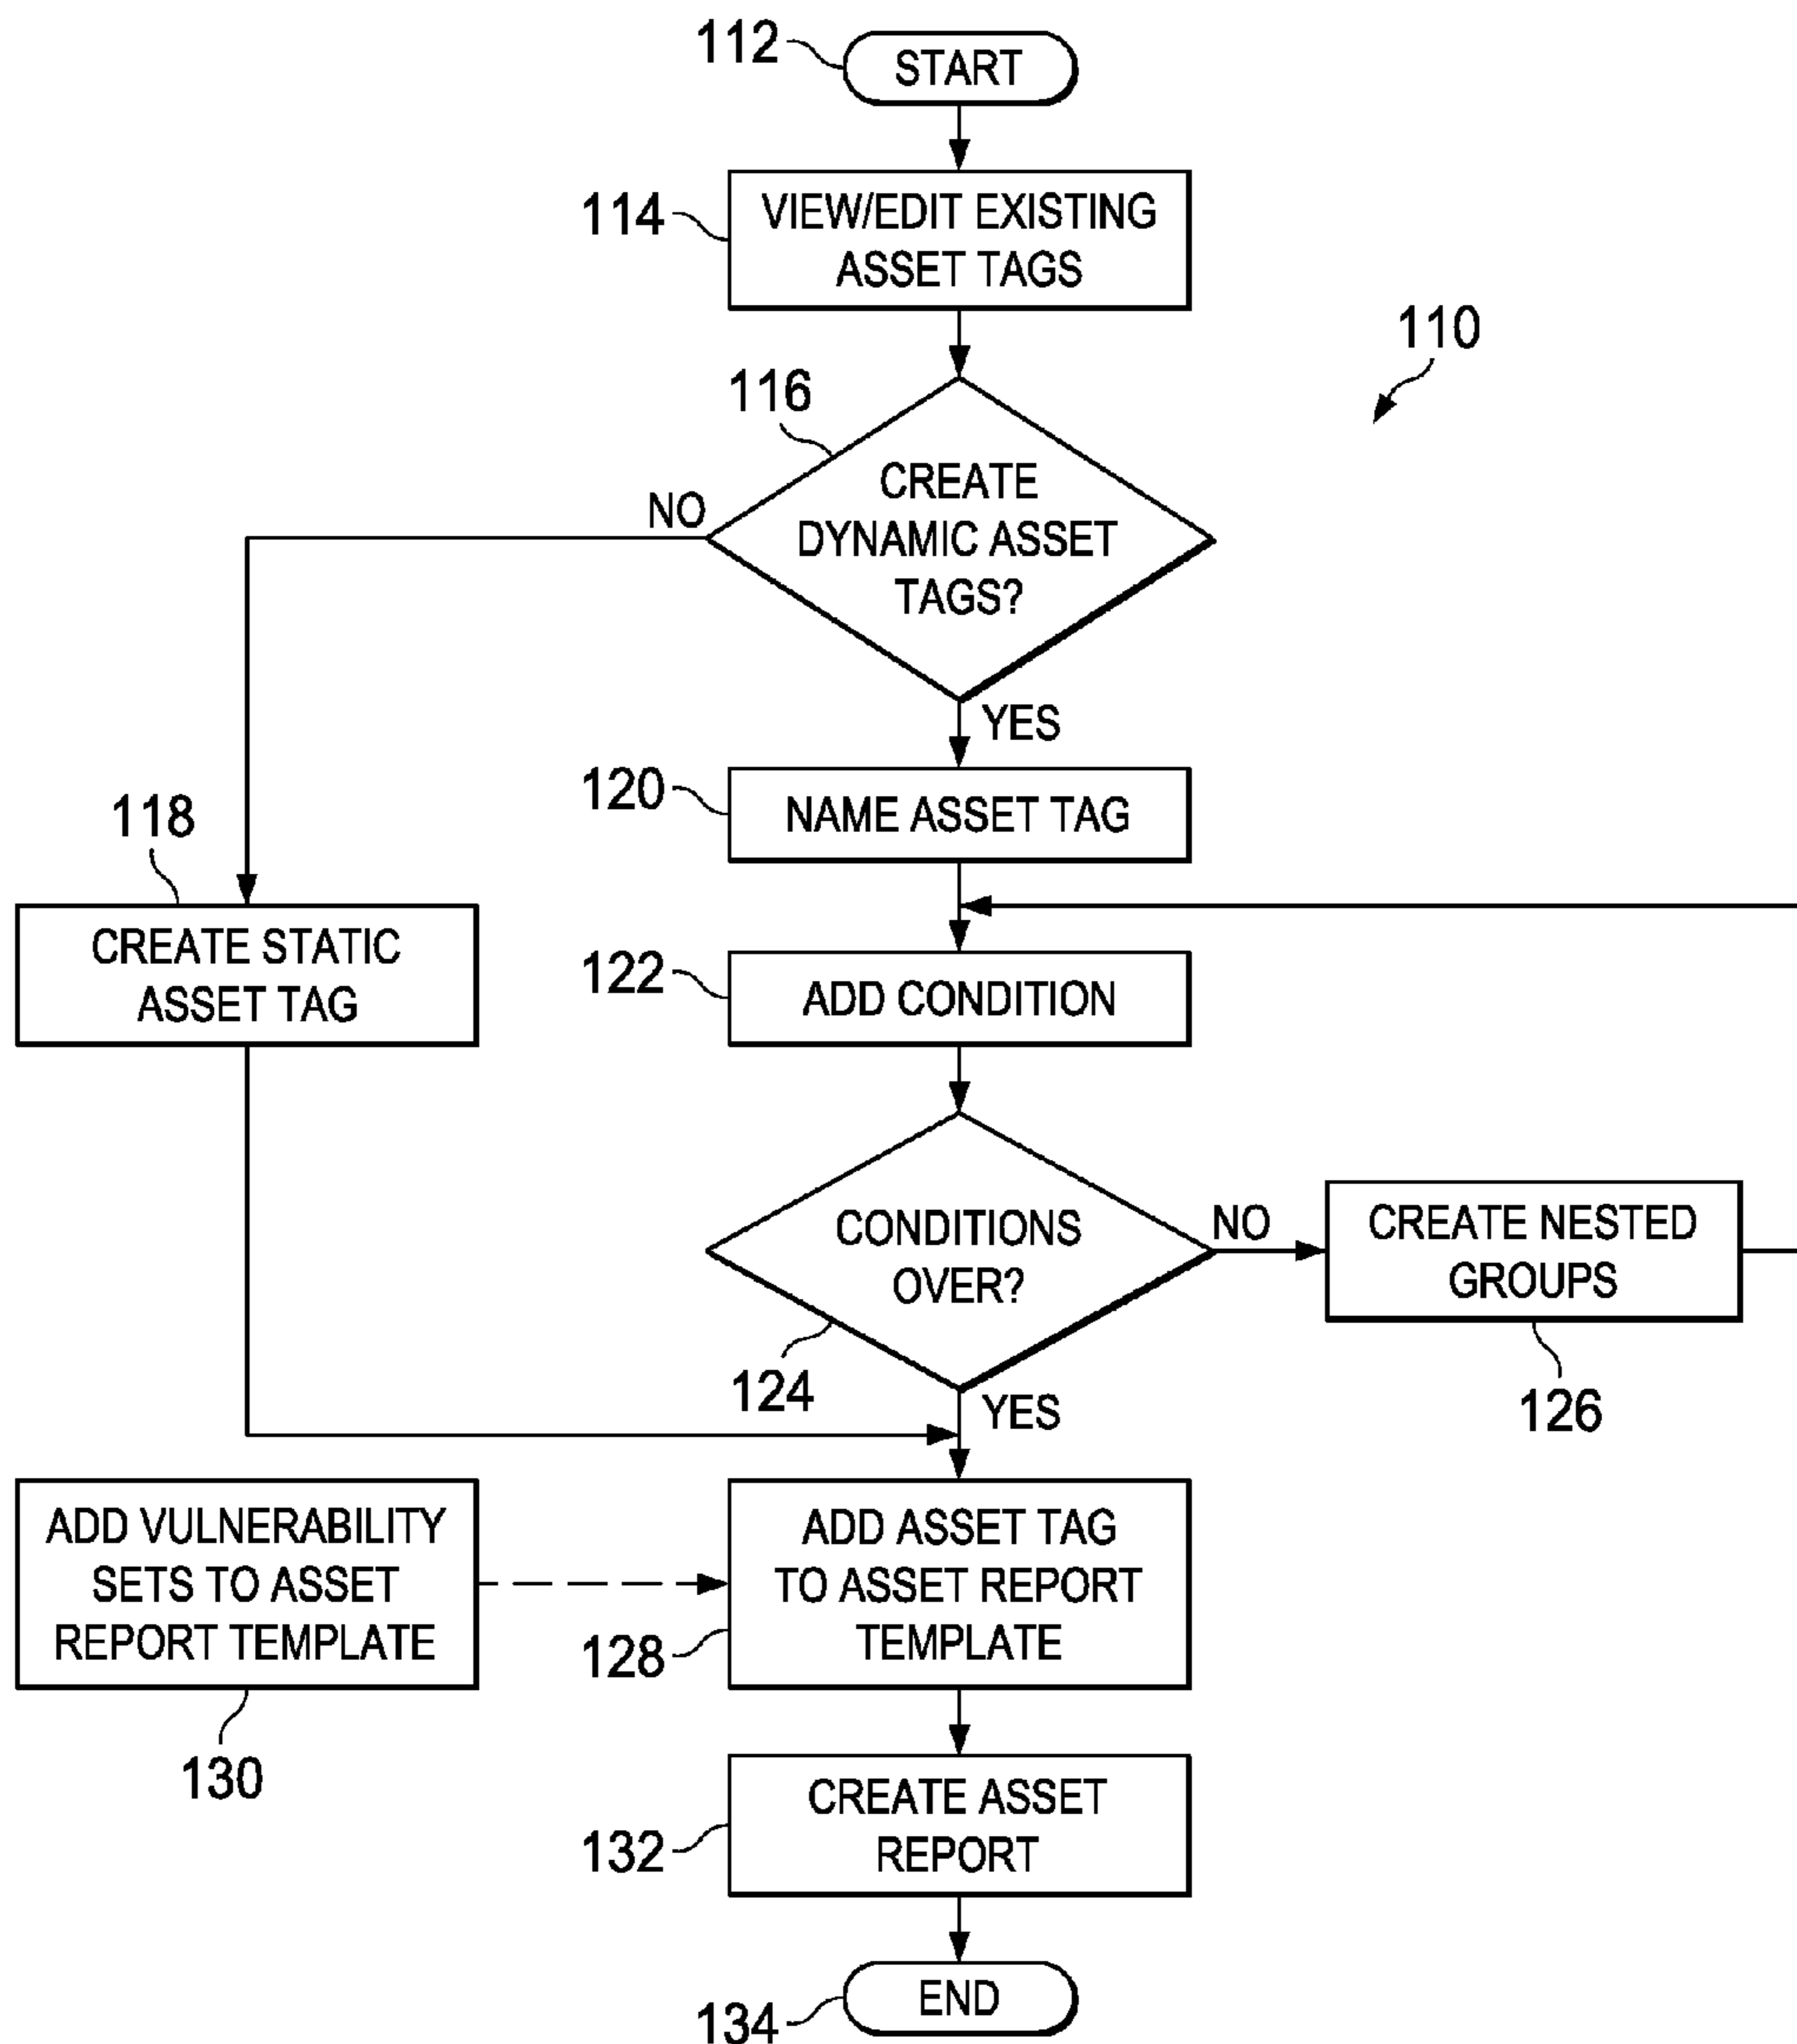 112
START
114
VIEW/EDIT EXISTING
ASSET TAGS
110
116
CREATE
DYNAMIC ASSET
TAGS?
NO
YES
120
NAME ASSET TAG
118
CREATE STATIC
ASSET TAG
122
ADD CONDITION
CONDITIONS
OVER?
NO
CREATE NESTED
GROUPS
124
YES
126
ADD VULNERABILITY
SETS TO ASSET
REPORT TEMPLATE
130
ADD ASSET TAG
TO ASSET REPORT
TEMPLATE
128
CREATE ASSET
REPORT
132
END
134